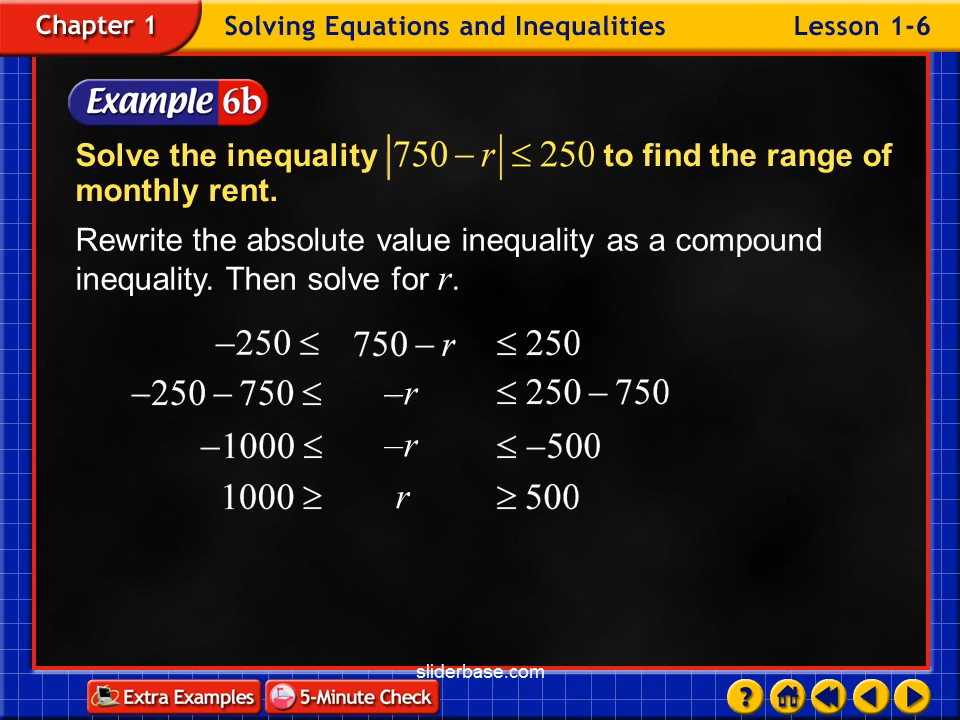 Chapter 1 Solving Equations and Inequalities Lesson 1-6
Example 6b
Solve the inequality |750 – r| ≤ 250 to find the range of
monthly rent.
Rewrite the absolute value inequality as a compound
inequality. Then solve for r.
–250 ≤ 750 – r ≤ 250
–250 – 750 ≤ –r ≤ 250 – 750
–1000 ≤ –r ≤ –500
1000 ≥ r ≥ 500
sliderbase.com
Extra Examples 5-Minute Check ?